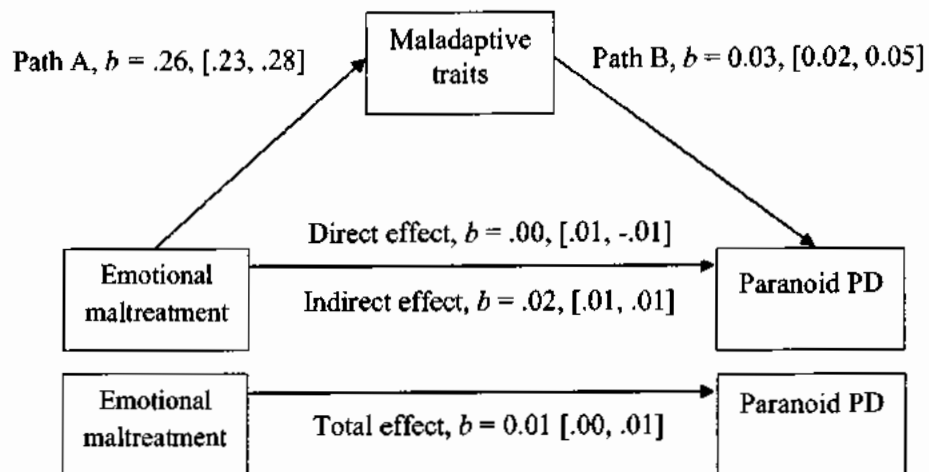 Maladaptive
traits
Path A, b = .26, [.23, .28]
Path B, b = 0.03, [0.02, 0.05]
Direct effect, b = .00, [.01, -.01]
Emotional
maltreatment
Indirect effect, b = .02, [.01, .01]
Paranoid PD
Emotional
maltreatment
Total effect, b = 0.01 [.00, .01]
Paranoid PD